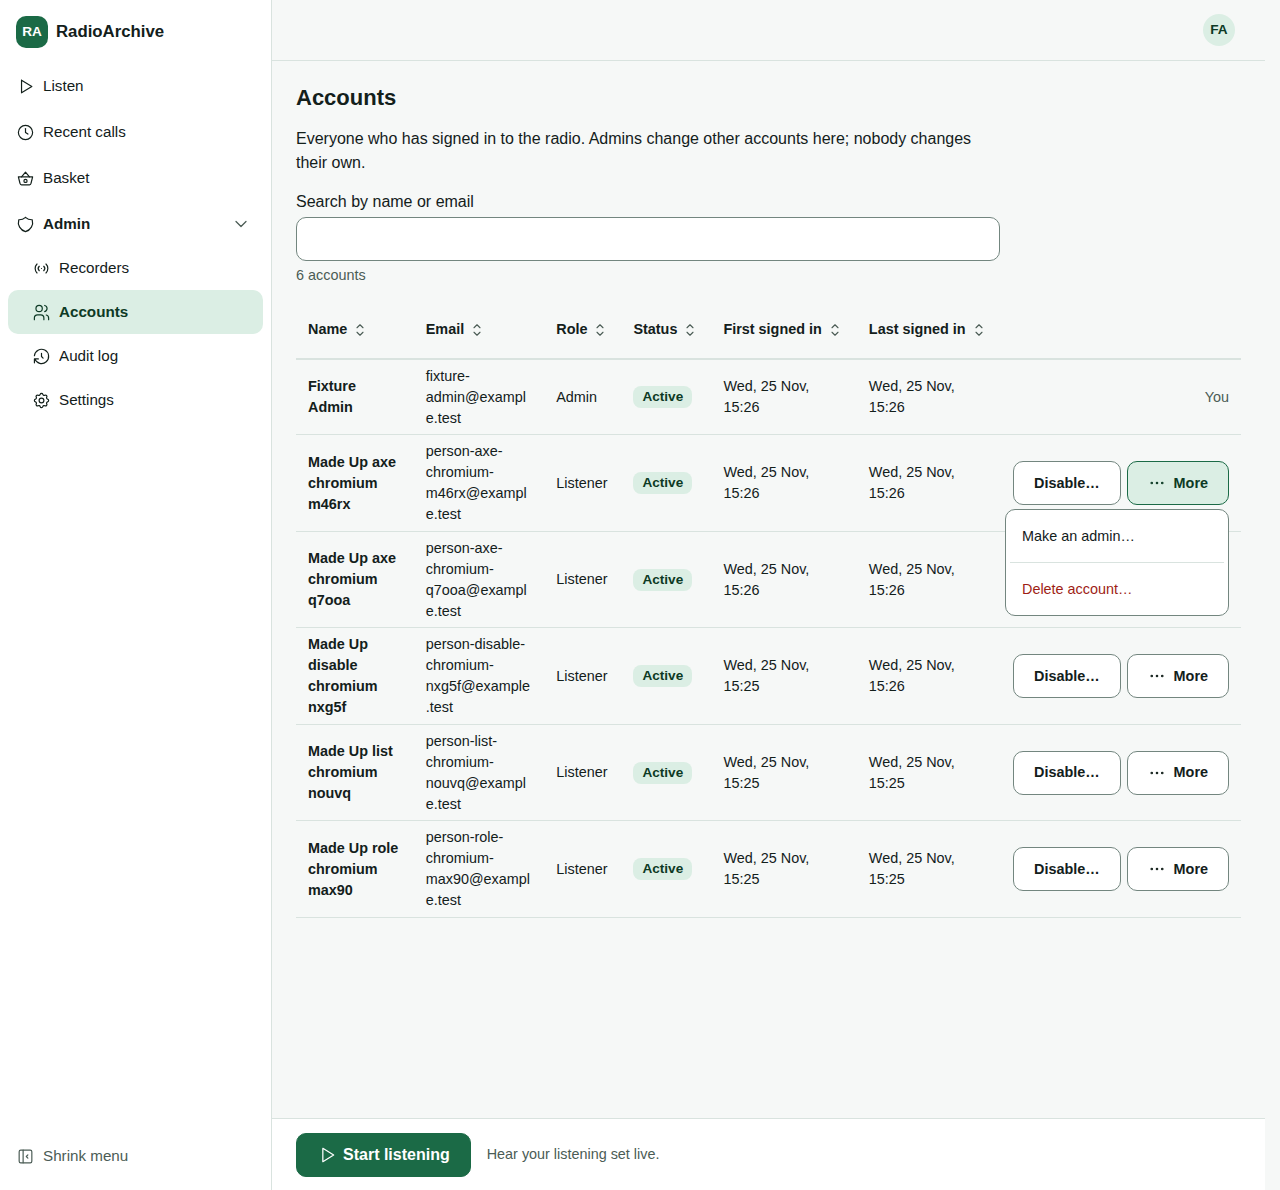 RA RadioArchive
FA
Listen
Recent calls
Basket
Admin
Recorders
Accounts
Audit log
Settings
Shrink menu
Accounts
Everyone who has signed in to the radio. Admins change other accounts here; nobody changes
their own.
Search by name or email
6 accounts
Name Email Role Status First signed in Last signed in
Fixture
Admin
fixture-
admin@exampl
e.test
Admin
Active
Wed, 25 Nov,
15:26
Wed, 25 Nov,
15:26
You
Made Up axe
chromium
m46rx
person-axe-
chromium-
m46rx@exampl
e.test
Listener
Active
Wed, 25 Nov,
15:26
Wed, 25 Nov,
15:26
Disable… More
Make an admin…
Delete account…
Made Up axe
chromium
q7ooa
person-axe-
chromium-
q7ooa@exampl
e.test
Listener
Active
Wed, 25 Nov,
15:26
Wed, 25 Nov,
15:26
Made Up
disable
chromium
nxg5f
person-disable-
chromium-
nxg5f@example
.test
Listener
Active
Wed, 25 Nov,
15:25
Wed, 25 Nov,
15:26
Disable… More
Made Up list
chromium
nouvq
person-list-
chromium-
nouvq@exampl
e.test
Listener
Active
Wed, 25 Nov,
15:25
Wed, 25 Nov,
15:25
Disable… More
Made Up role
chromium
max90
person-role-
chromium-
max90@exampl
e.test
Listener
Active
Wed, 25 Nov,
15:25
Wed, 25 Nov,
15:25
Disable… More
Start listening Hear your listening set live.